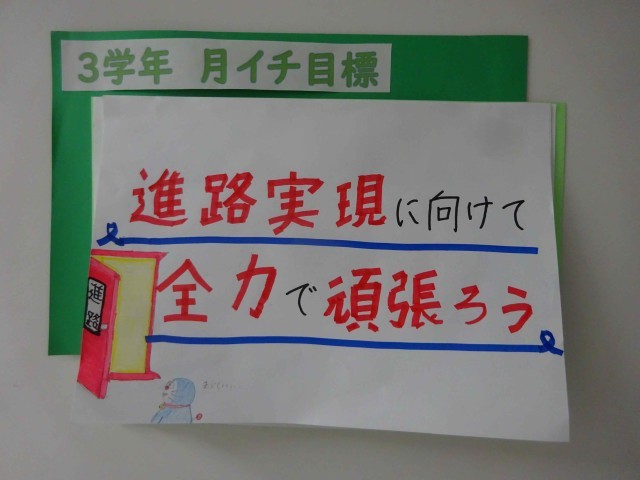 3学年 月イチ目標
進路実現に向けて
全力で頑張ろう
進路